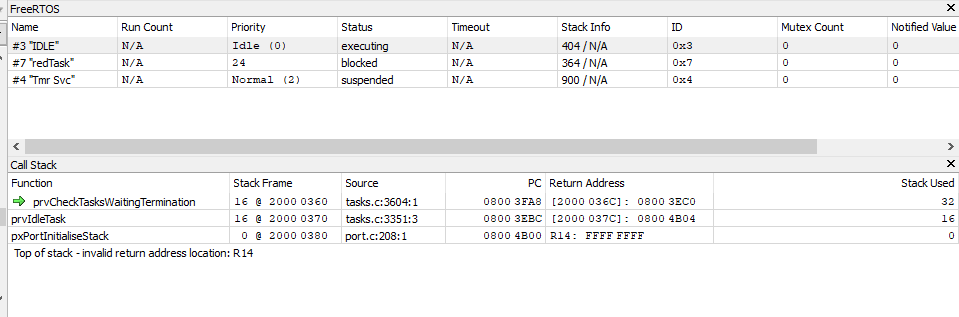 FreeRTOS
Name Run Count Priority Status Timeout Stack Info ID Mutex Count Notified Value
#3 "IDLE" N/A Idle (0) executing N/A 404 / N/A 0x3 0 0
#7 "redTask" N/A 24 blocked N/A 364 / N/A 0x7 0 0
#4 "Tmr Svc" N/A Normal (2) suspended N/A 900 / N/A 0x4 0 0
Call Stack
Function Stack Frame Source PC Return Address Stack Used
prvCheckTasksWaitingTermination 16 @ 2000 0360 tasks.c:3604:1 0800 3FA8 [2000 036C]: 0800 3EC0 32
prvIdleTask 16 @ 2000 0370 tasks.c:3351:3 0800 3EBC [2000 037C]: 0800 4B04 16
pxPortInitialiseStack 0 @ 2000 0380 port.c:208:1 0800 4B00 R14: FFFF FFFF 0
Top of stack - invalid return address location: R14